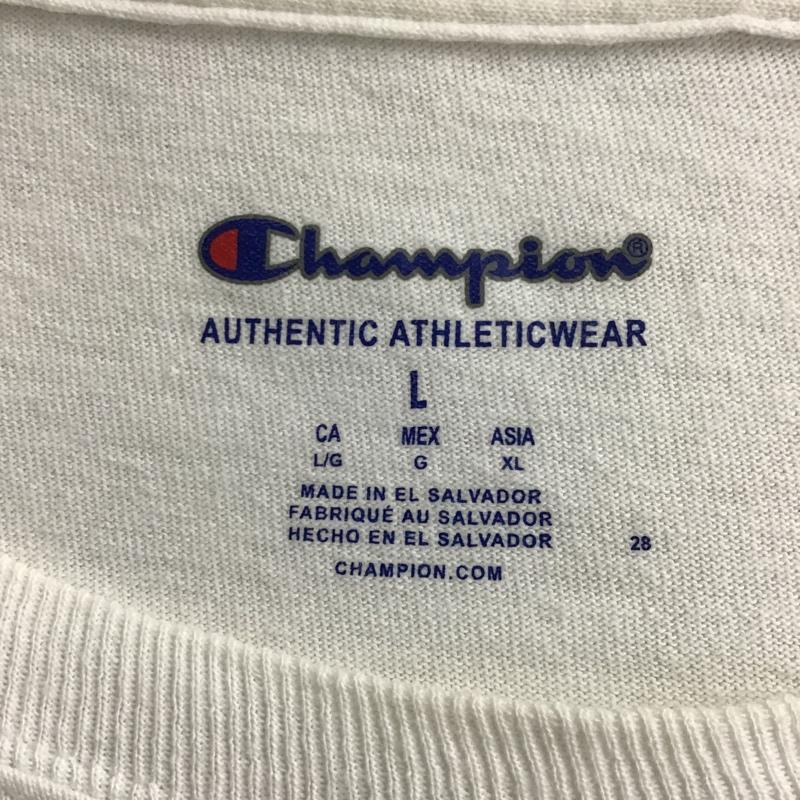 Champion®
AUTHENTIC ATHLETICWEAR
L
CA MEX ASIA
L/G G XL
MADE IN EL SALVADOR
FABRIQUÉ AU SALVADOR
HECHO EN EL SALVADOR 28
CHAMPION.COM